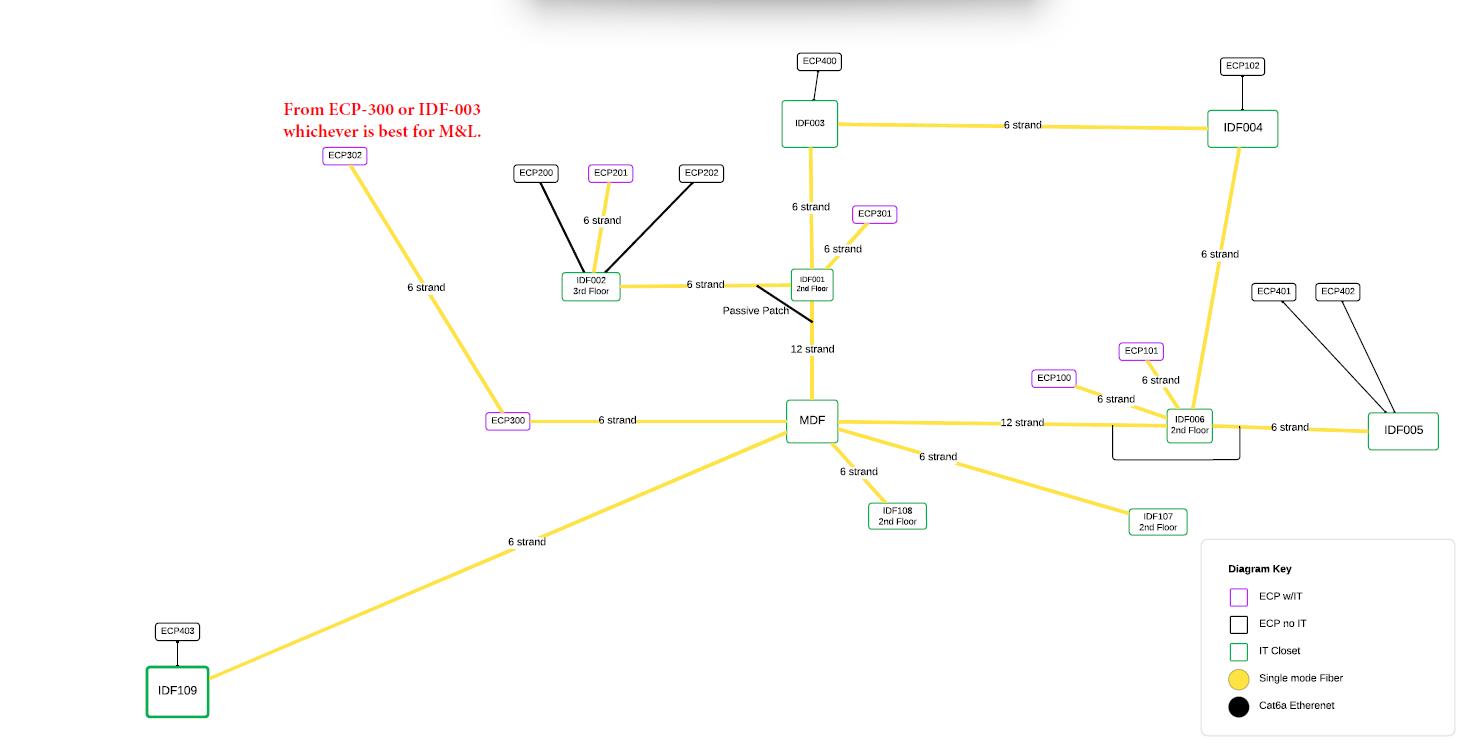 ECP400
ECP102
From ECP-300 or IDF-003
whichever is best for M&L.
IDF003
6 strand
IDF004
ECP302
ECP200
ECP201
ECP202
6 strand
ECP301
6 strand
6 strand
6 strand
IDF002
3rd Floor
6 strand
IDF001
2nd Floor
6 strand
ECP401
ECP402
Passive Patch
12 strand
ECP101
ECP100
6 strand
6 strand
ECP300
6 strand
MDF
12 strand
IDF006
2nd Floor
6 strand
IDF005
6 strand
6 strand
IDF108
2nd Floor
IDF107
2nd Floor
6 strand
Diagram Key
ECP w/IT
ECP no IT
IT Closet
Single mode Fiber
Cat6a Etherenet
ECP403
IDF109